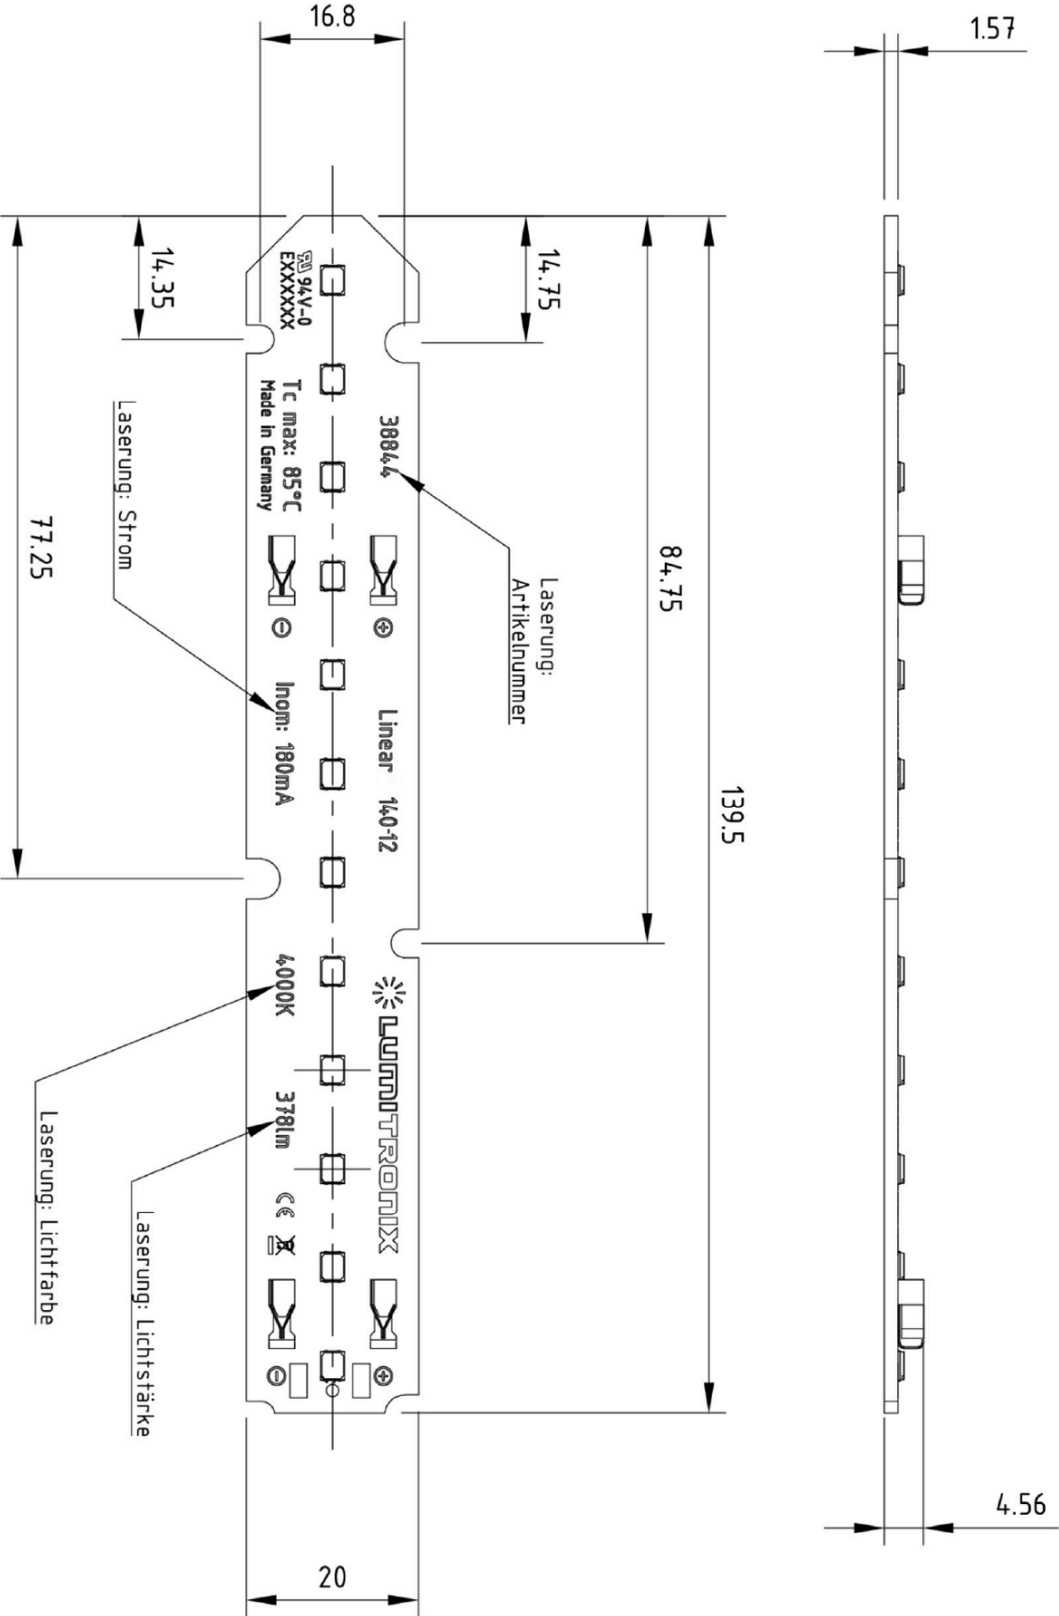 16.8
1.57
14.35
14.75
77.25
84.75
139.5
4.56
20
94V-0
EXXXXXX
Tc max: 85°C
Made in Germany
38844
Laserung: Strom
Laserung:
Artikelnummer
Inom: 180mA
Linear 140-12
4000K
LUMITRONIX
378lm
CE
Laserung: Lichtfarbe
Laserung: Lichtstärke